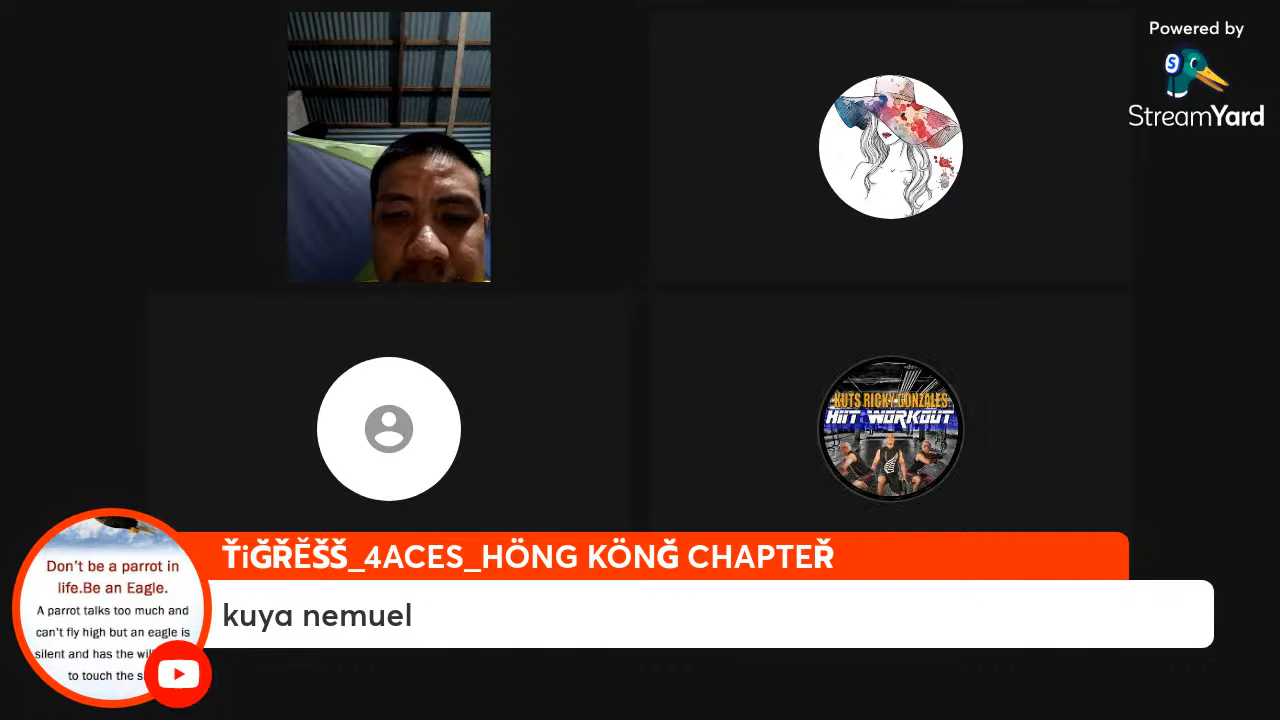 Powered by
S
StreamYard
KUTS RICKY GONZALES
HIIT WORKOUT
ŤiĞŘĔŠŠ_4ACES_HÖNG KÖNĞ CHAPTEŘ
kuya nemuel
Don't be a parrot in
life.Be an Eagle.
A parrot talks too much and
can't fly high but an eagle is
silent and has the
to touch the